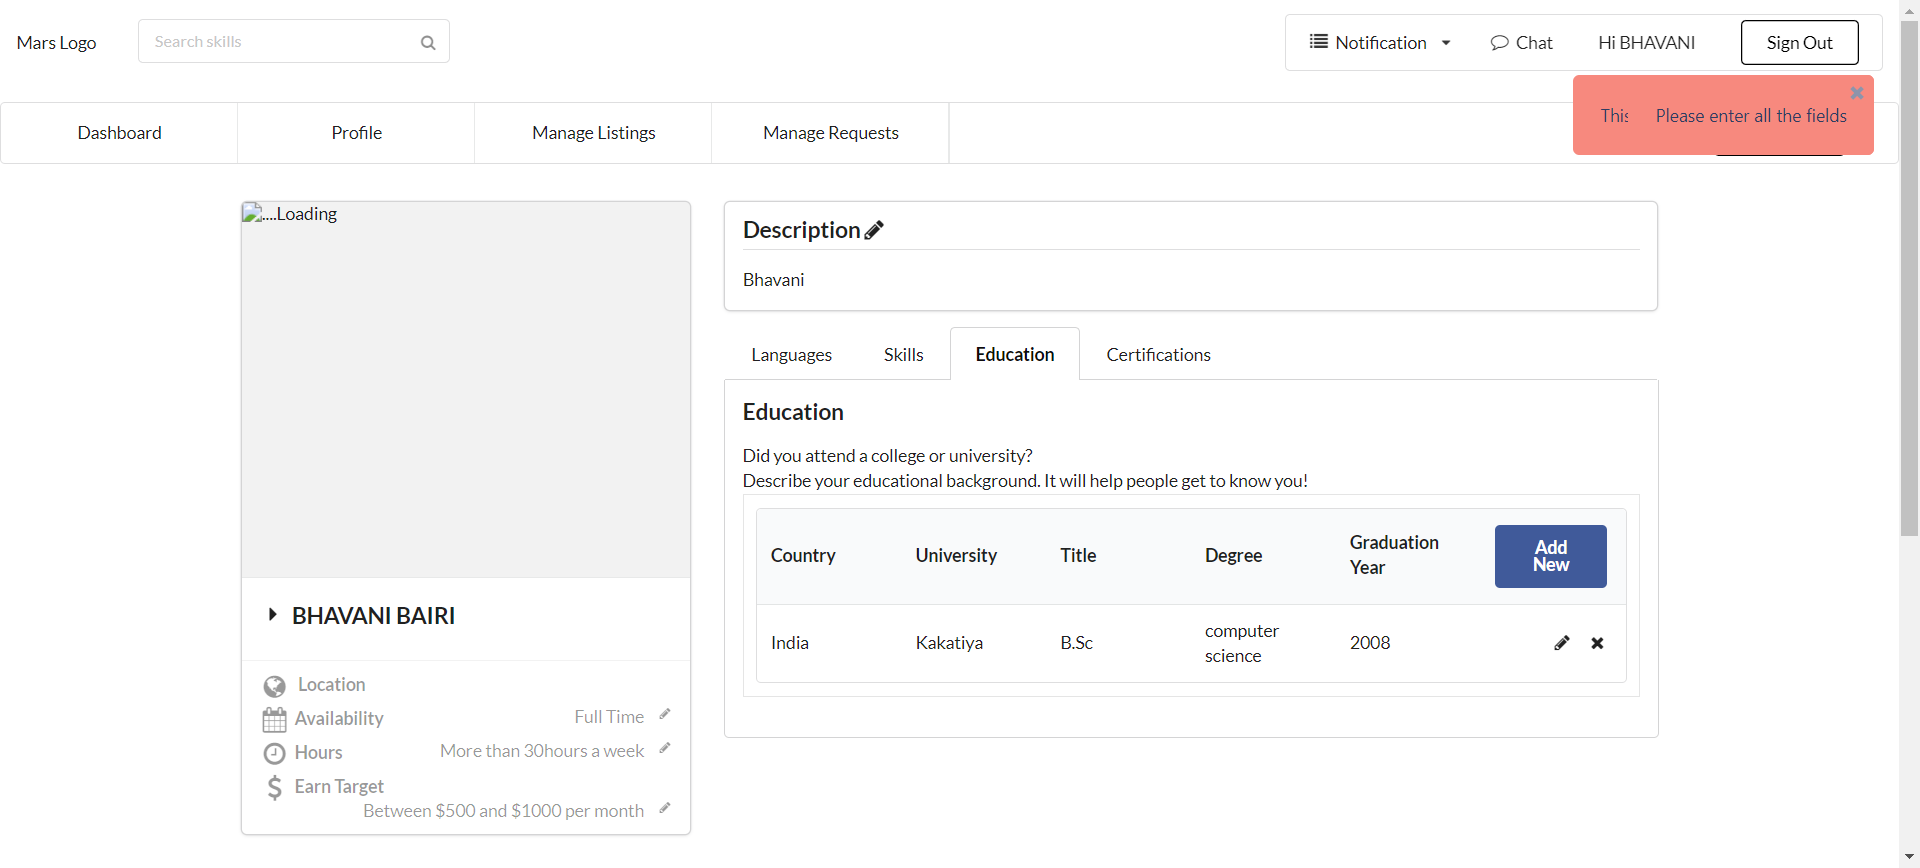 Mars Logo
Search skills
Notification
Chat
Hi BHAVANI
Sign Out
Dashboard
Profile
Manage Listings
Manage Requests
This
Please enter all the fields
....Loading
BHAVANI BAIRI
Location
Availability
Full Time
Hours
More than 30hours a week
Earn Target
Between $500 and $1000 per month
Description
Bhavani
Languages
Skills
Education
Certifications
Education
Did you attend a college or university?
Describe your educational background. It will help people get to know you!
Country
University
Title
Degree
Graduation
Year
Add
New
India
Kakatiya
B.Sc
computer
science
2008